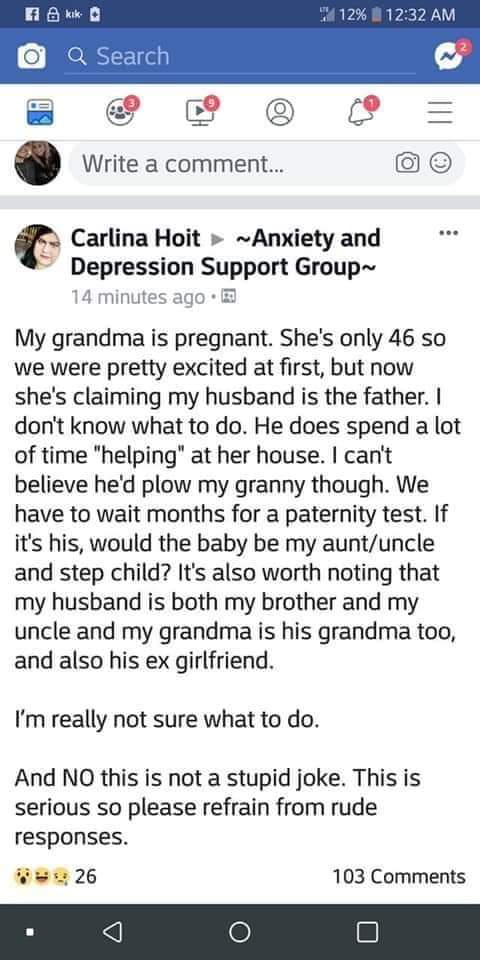 kik· 12% 12:32 AM
Search 2
3 9 1
Write a comment...
Carlina Hoit ▸ ~Anxiety and
Depression Support Group~
14 minutes ago ·
My grandma is pregnant. She's only 46 so
we were pretty excited at first, but now
she's claiming my husband is the father. I
don't know what to do. He does spend a lot
of time "helping" at her house. I can't
believe he'd plow my granny though. We
have to wait months for a paternity test. If
it's his, would the baby be my aunt/uncle
and step child? It's also worth noting that
my husband is both my brother and my
uncle and my grandma is his grandma too,
and also his ex girlfriend.
I'm really not sure what to do.
And NO this is not a stupid joke. This is
serious so please refrain from rude
responses.
26 103 Comments